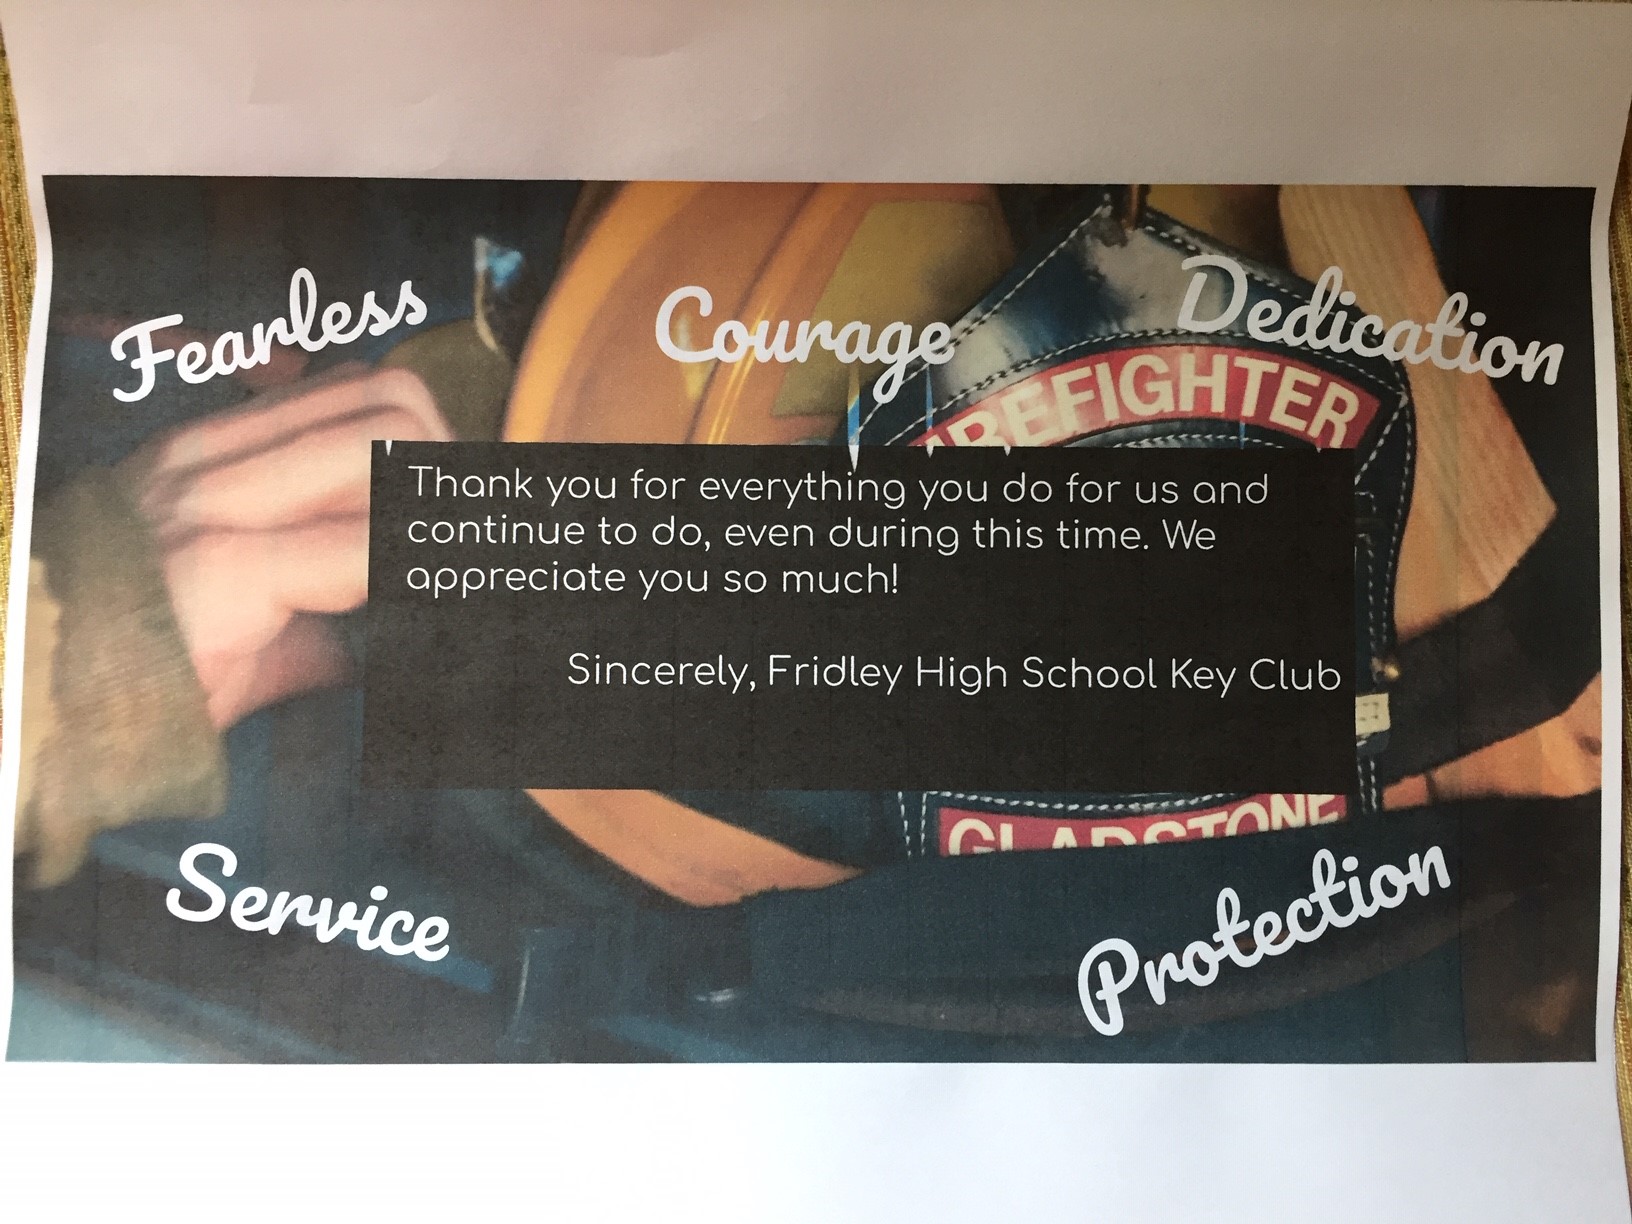 Fearless
Courage
Dedication
REFIGHTER
Thank you for everything you do for us and
continue to do, even during this time. We
appreciate you so much!
Sincerely, Fridley High School Key Club
GLADSTONE
Service
Protection